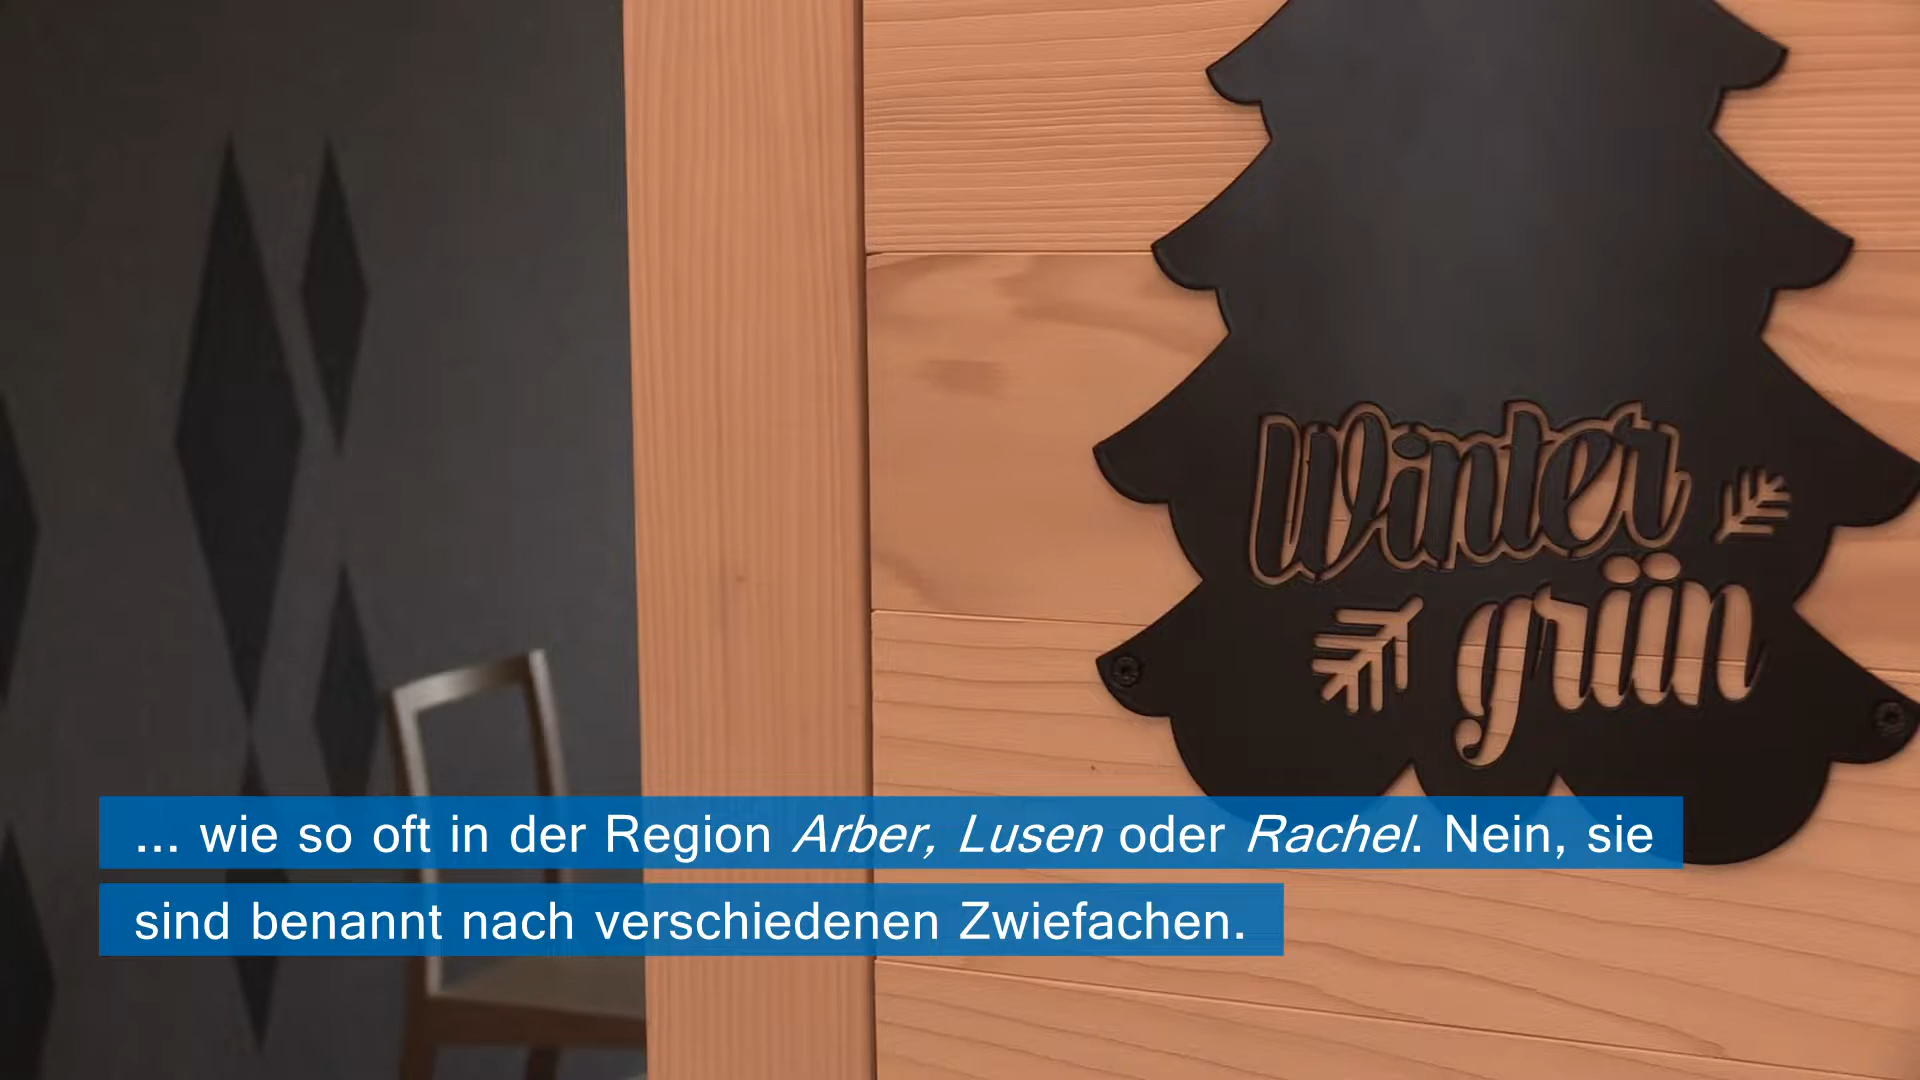 Winter
grün
... wie so oft in der Region Arber, Lusen oder Rachel. Nein, sie
sind benannt nach verschiedenen Zwiefachen.